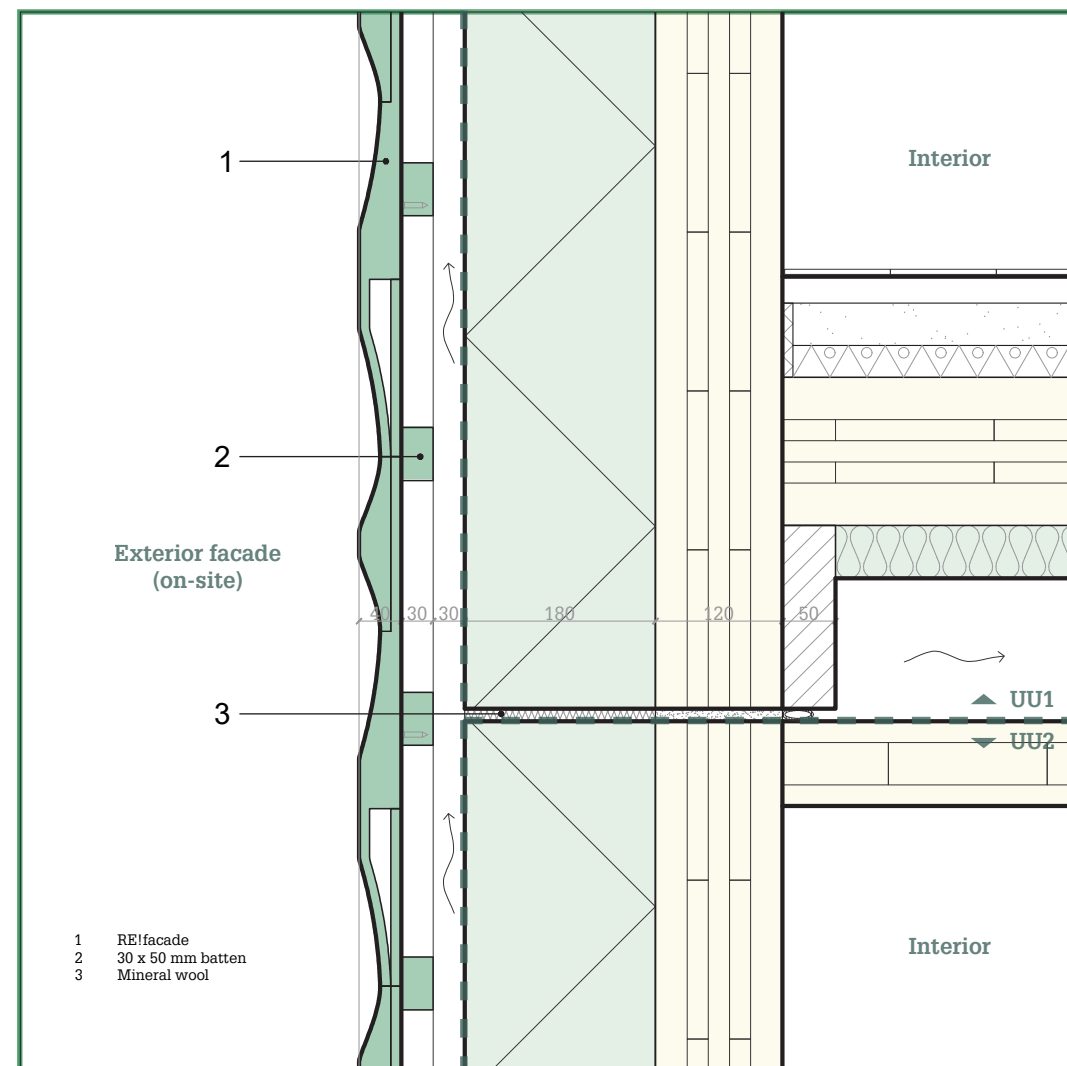 1
Interior
2
Exterior facade
(on-site)
40 30 30 180 120 50
3
UU1
UU2
1 RE!facade
2 30 x 50 mm batten
3 Mineral wool
Interior